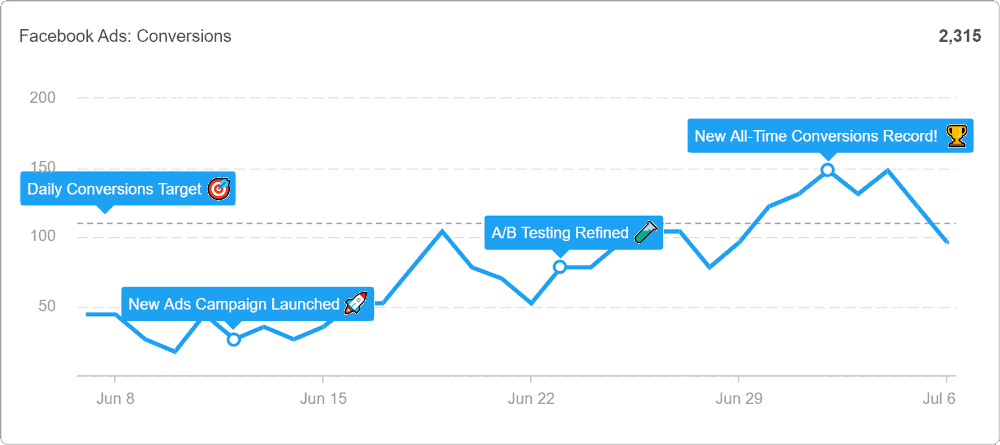 Facebook Ads: Conversions 2,315
200
New All-Time Conversions Record! 🏆
150
Daily Conversions Target 🎯
A/B Testing Refined 🧪
100
New Ads Campaign Launched 🚀
50
Jun 8 Jun 15 Jun 22 Jun 29 Jul 6